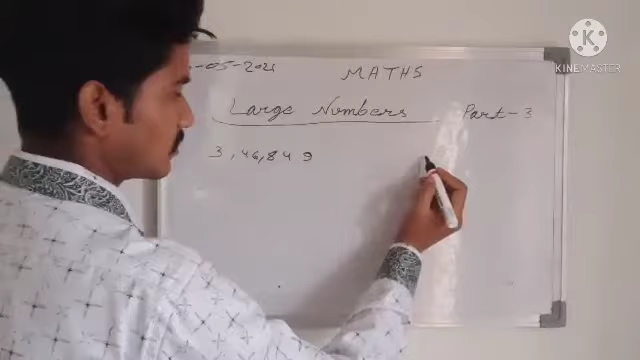 -05-2021
MATHS
Large Numbers Part-3
3,46,849
K
KINEMASTER